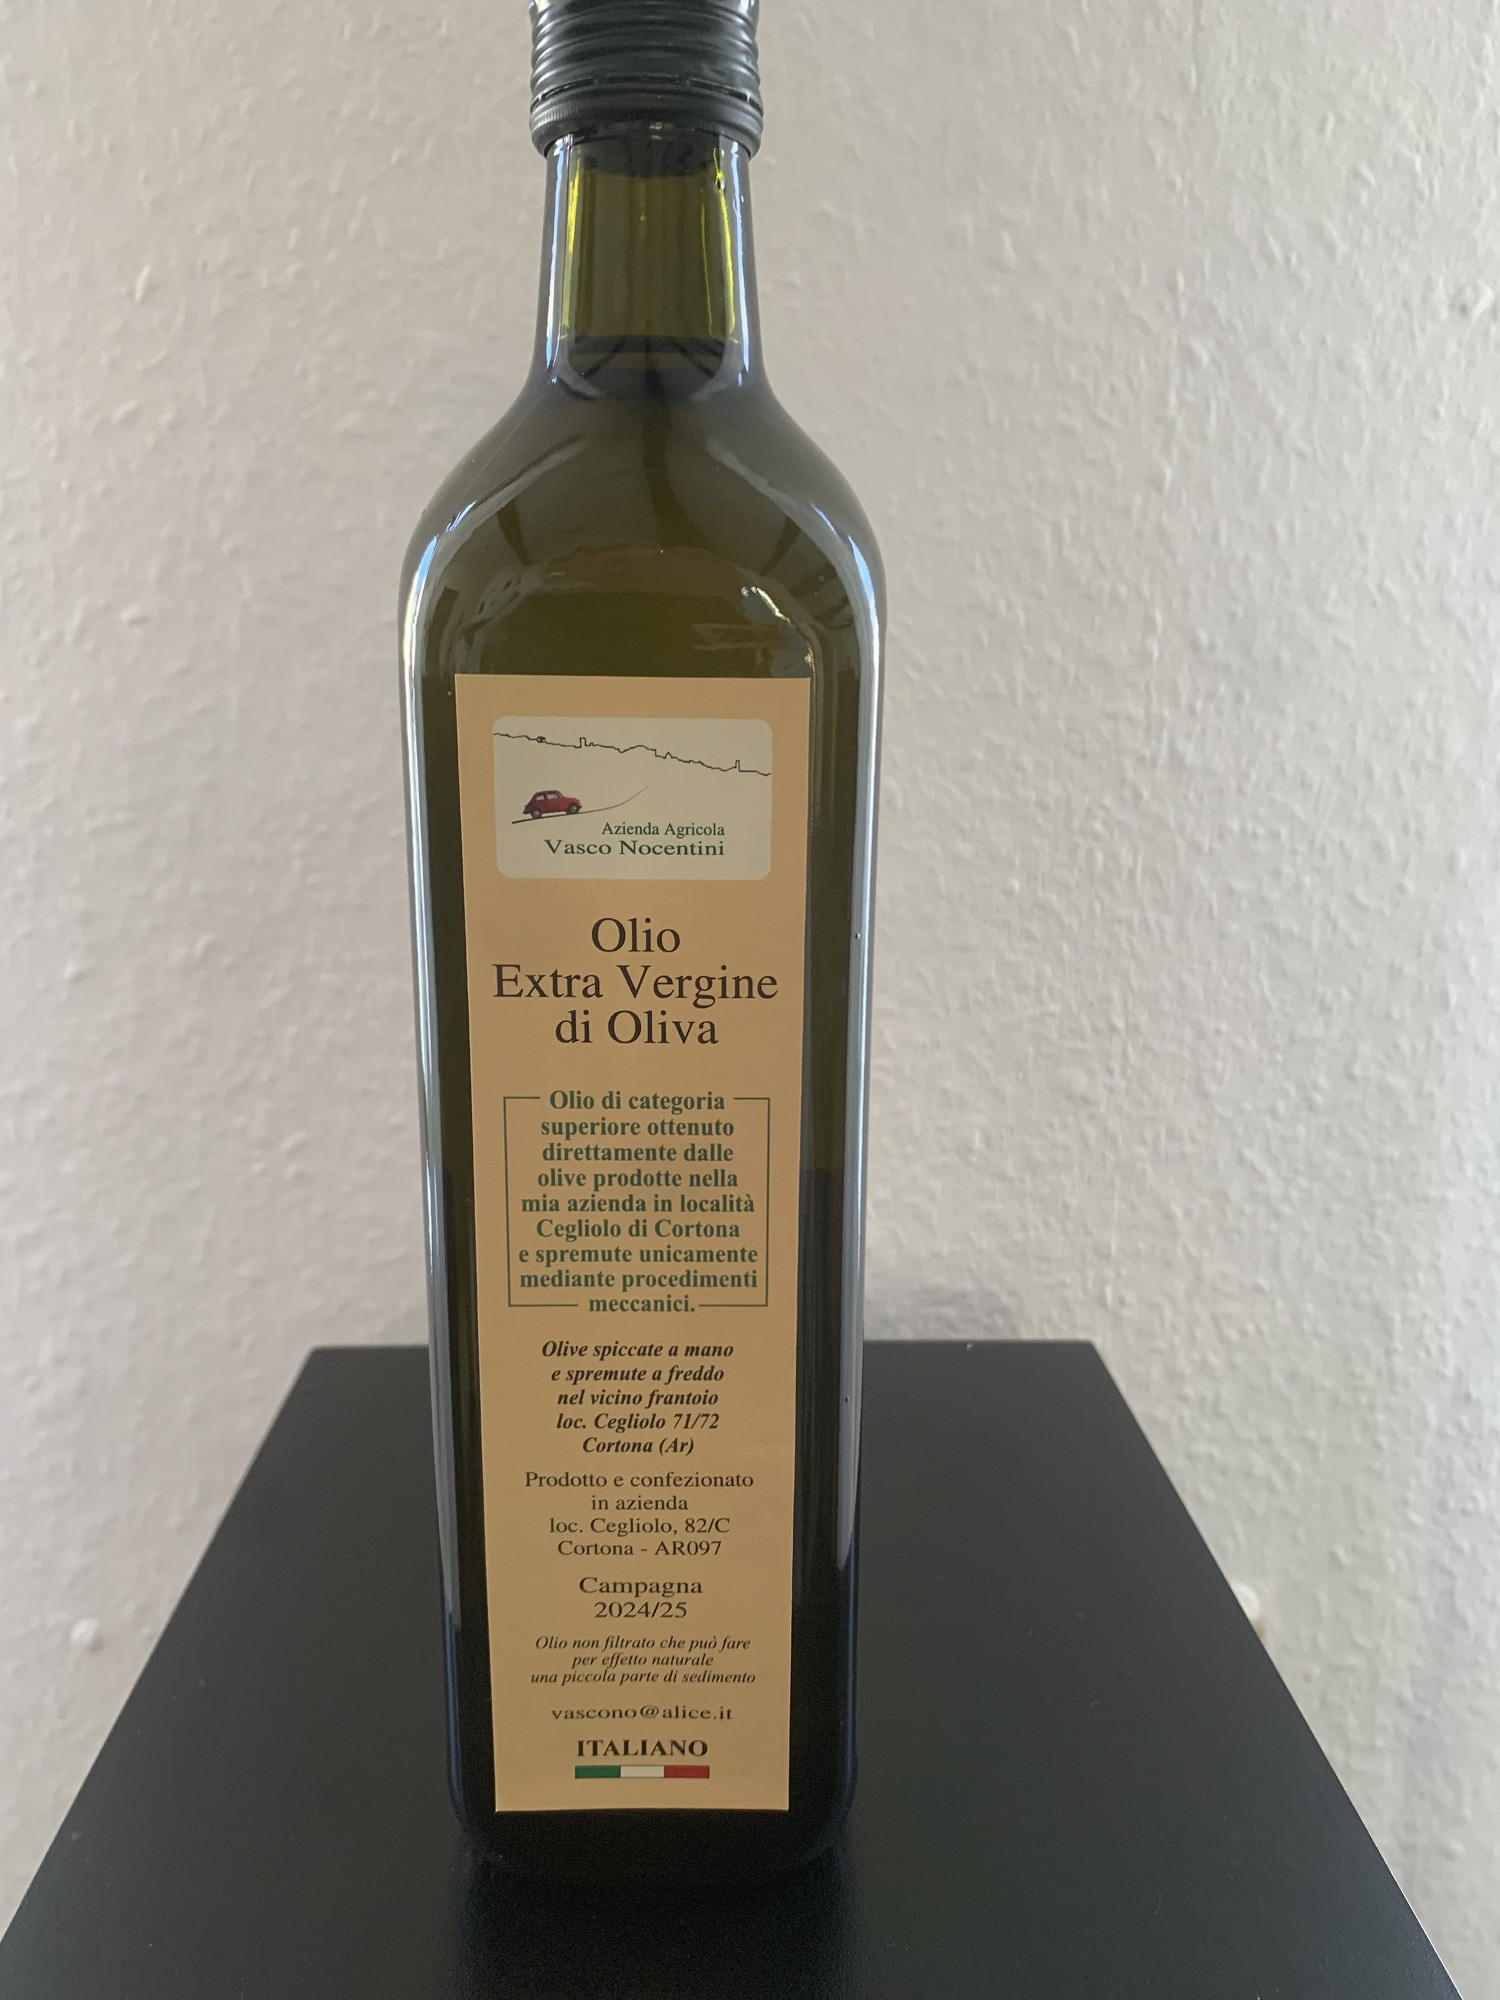 Azienda Agricola
Vasco Nocentini
Olio
Extra Vergine
di Oliva
Olio di categoria
superiore ottenuto
direttamente dalle
olive prodotte nella
mia azienda in località
Cegliolo di Cortona
e spremute unicamente
mediante procedimenti
meccanici.
Olive spiccate a mano
e spremute a freddo
nel vicino frantoio
loc. Cegliolo 71/72
Cortona (Ar)
Prodotto e confezionato
in azienda
loc. Cegliolo, 82/C
Cortona - AR097
Campagna
2024/25
Olio non filtrato che può fare
per effetto naturale
una piccola parte di sedimento
vascono@alice.it
ITALIANO